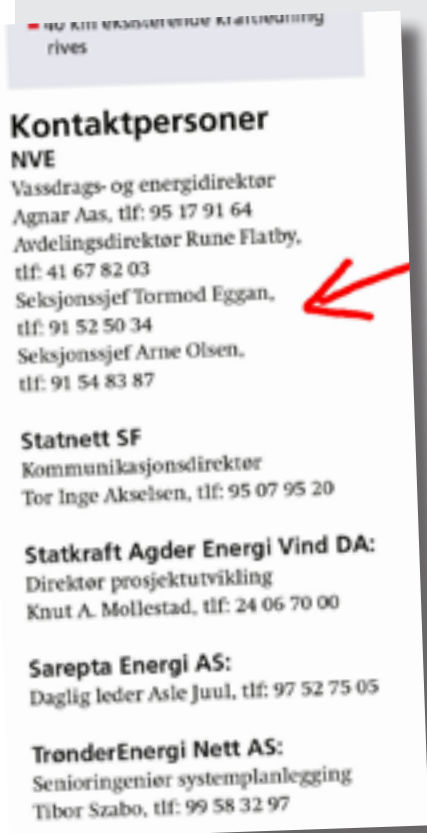 40 km eksisterende kraftledning
rives
Kontaktpersoner
NVE
Vassdrags- og energidirektør
Agnar Aas, tlf: 95 17 91 64
Avdelingsdirektør Rune Flatby,
tlf: 41 67 82 03
Seksjonssjef Tormod Eggan,
tlf: 91 52 50 34
Seksjonssjef Arne Olsen,
tlf: 91 54 83 87
Statnett SF
Kommunikasjonsdirektør
Tor Inge Akselsen, tlf: 95 07 95 20
Statkraft Agder Energi Vind DA:
Direktør prosjektutvikling
Knut A. Mollestad, tlf: 24 06 70 00
Sarepta Energi AS:
Daglig leder Asle Juul, tlf: 97 52 75 05
TrønderEnergi Nett AS:
Senioringeniør systemplanlegging
Tibor Szabo, tlf: 99 58 32 97